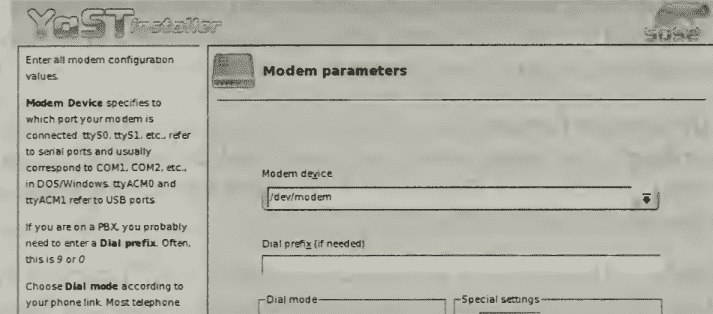 YaST installer
SuSE
Enter all modem configuration
values.
Modem Device specifies to
which port your modem is
connected. ttyS0, ttyS1, etc., refer
to serial ports and usually
correspond to COM1, COM2, etc.,
in DOS/Windows. ttyACM0 and
ttyACM1 refer to USB ports.
If you are on a PBX, you probably
need to enter a Dial prefix. Often,
this is 9 or 0
Choose Dial mode according to
your phone link. Most telephone
Modem parameters
Modem device
/dev/modem
Dial prefix (if needed)
Dial mode
Special settings